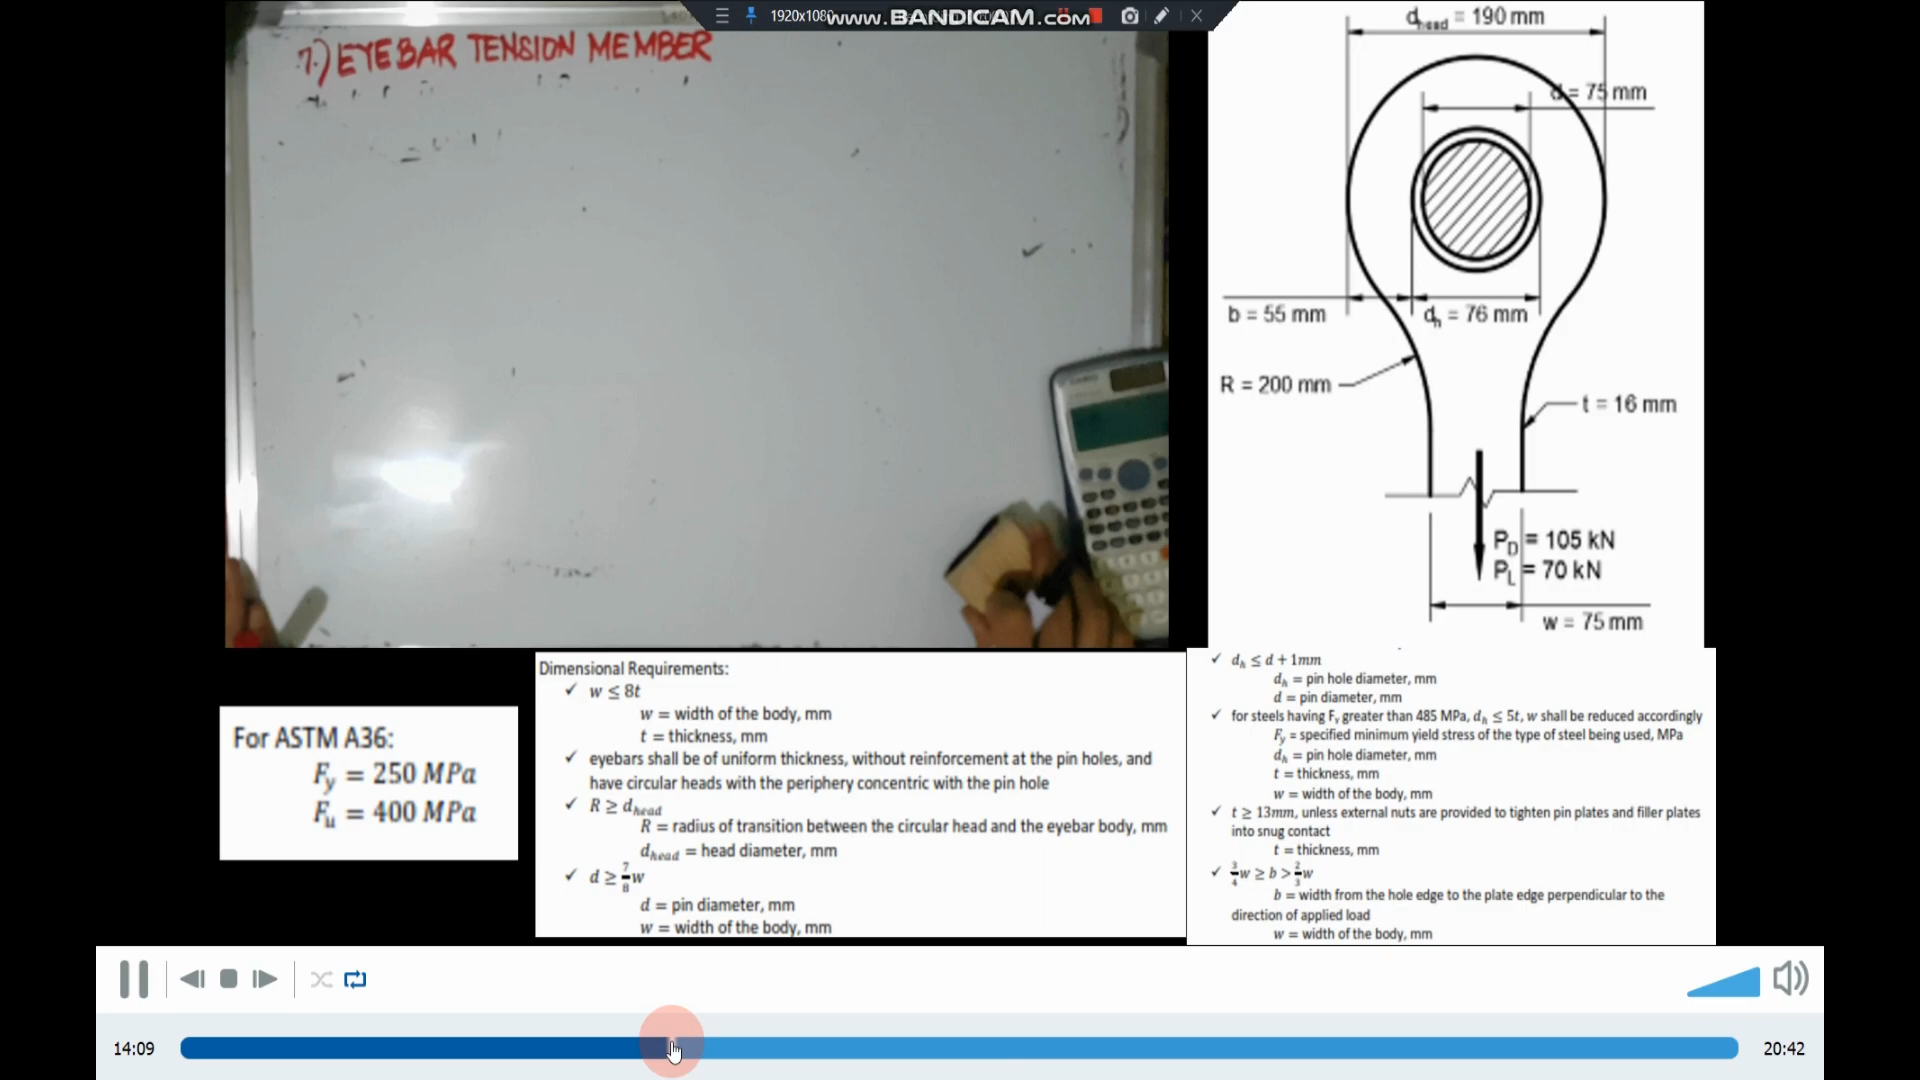 1920x1080
www.BANDICAM.com
7.) EYEBAR TENSION MEMBER
d_head = 190 mm
d = 75 mm
b = 55 mm
d_h = 76 mm
R = 200 mm
t = 16 mm
P_D = 105 kN
P_L = 70 kN
w = 75 mm
For ASTM A36:
F_y = 250 MPa
F_u = 400 MPa
Dimensional Requirements:
✓ w ≤ 8t
w = width of the body, mm
t = thickness, mm
✓ eyebars shall be of uniform thickness, without reinforcement at the pin holes, and
have circular heads with the periphery concentric with the pin hole
✓ R ≥ d_head
R = radius of transition between the circular head and the eyebar body, mm
d_head = head diameter, mm
✓ d ≥ 7/8 w
d = pin diameter, mm
w = width of the body, mm
✓ d_h ≤ d + 1mm
d_h = pin hole diameter, mm
d = pin diameter, mm
✓ for steels having F_y greater than 485 MPa, d_h ≤ 5t, w shall be reduced accordingly
F_y = specified minimum yield stress of the type of steel being used, MPa
d_h = pin hole diameter, mm
t = thickness, mm
w = width of the body, mm
✓ t ≥ 13mm, unless external nuts are provided to tighten pin plates and filler plates
into snug contact
t = thickness, mm
✓ 3/4 w ≥ b > 2/3 w
b = width from the hole edge to the plate edge perpendicular to the
direction of applied load
w = width of the body, mm
14:09
20:42